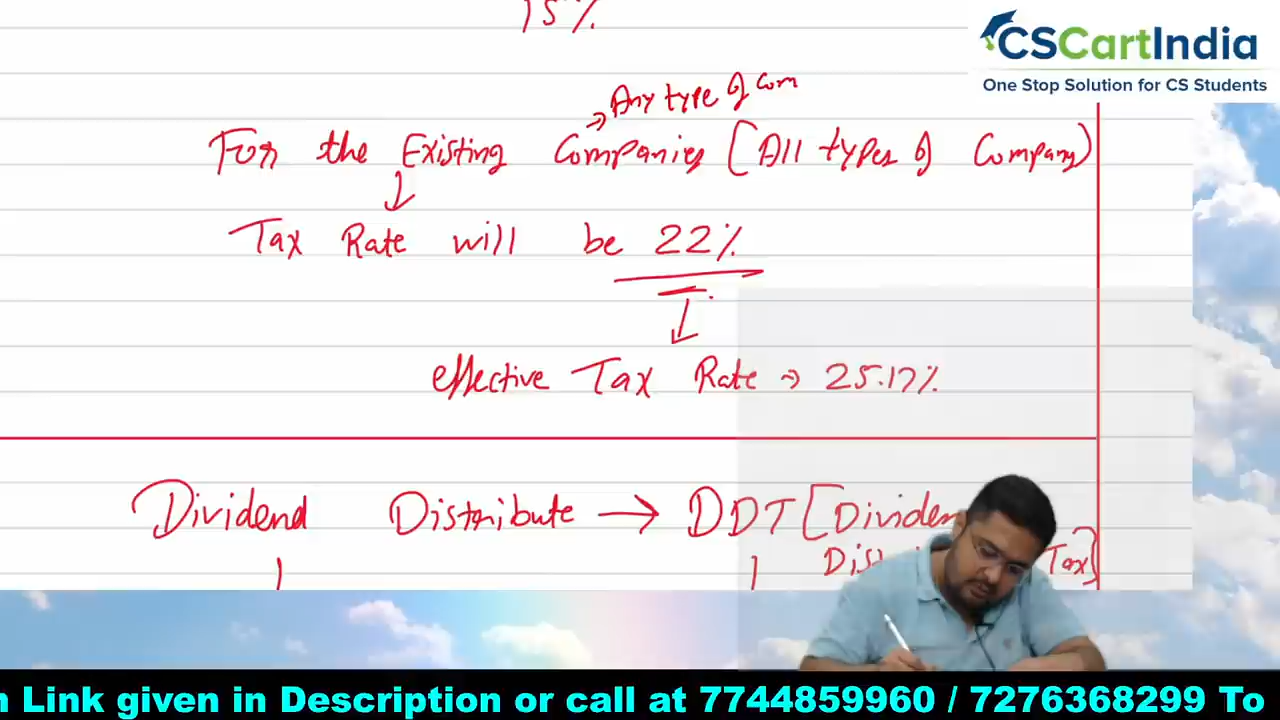 15%
CSCartIndia
One Stop Solution for CS Students
→ Any type of Com
For the Existing Companies [All types of Company)
Tax Rate will be 22%
effective Tax Rate → 25.17%
Dividend Distribute → DDT [Dividen
Tax]
n Link given in Description or call at 7744859960 / 7276368299 To